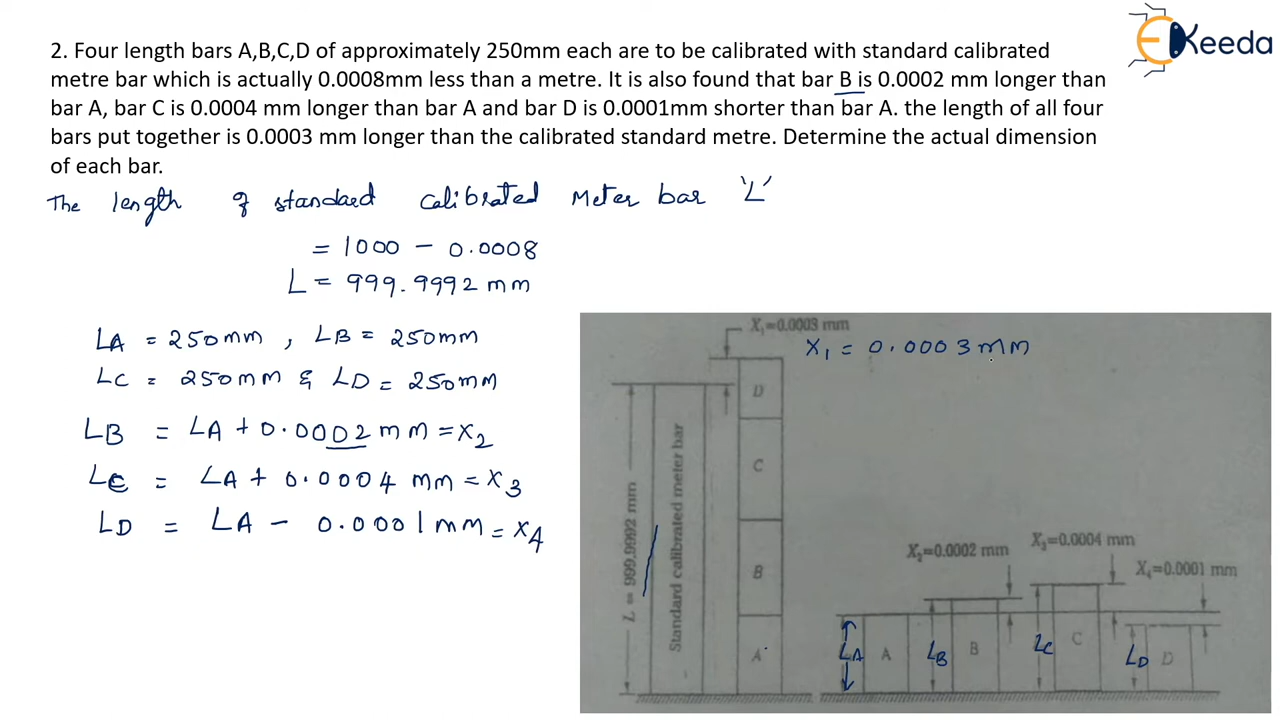 EKeeda
2. Four length bars A,B,C,D of approximately 250mm each are to be calibrated with standard calibrated
metre bar which is actually 0.0008mm less than a metre. It is also found that bar B is 0.0002 mm longer than
bar A, bar C is 0.0004 mm longer than bar A and bar D is 0.0001mm shorter than bar A. the length of all four
bars put together is 0.0003 mm longer than the calibrated standard metre. Determine the actual dimension
of each bar.
The length of standard calibrated Meter bar 'L'
= 1000 - 0.0008
L = 999.9992 mm
LA = 250mm , LB = 250mm
LC = 250mm & LD = 250mm
LB = LA + 0.0002 mm = x2
LC = LA + 0.0004 mm = x3
LD = LA - 0.0001mm = x4
X₁=0.0003 mm
x1 = 0.0003mm
D
C
B
A
L = 999.9992 mm
Standard calibrated meter bar
X₂=0.0002 mm
X₃=0.0004 mm
X₄=0.0001 mm
LA A LB B LC C LD D